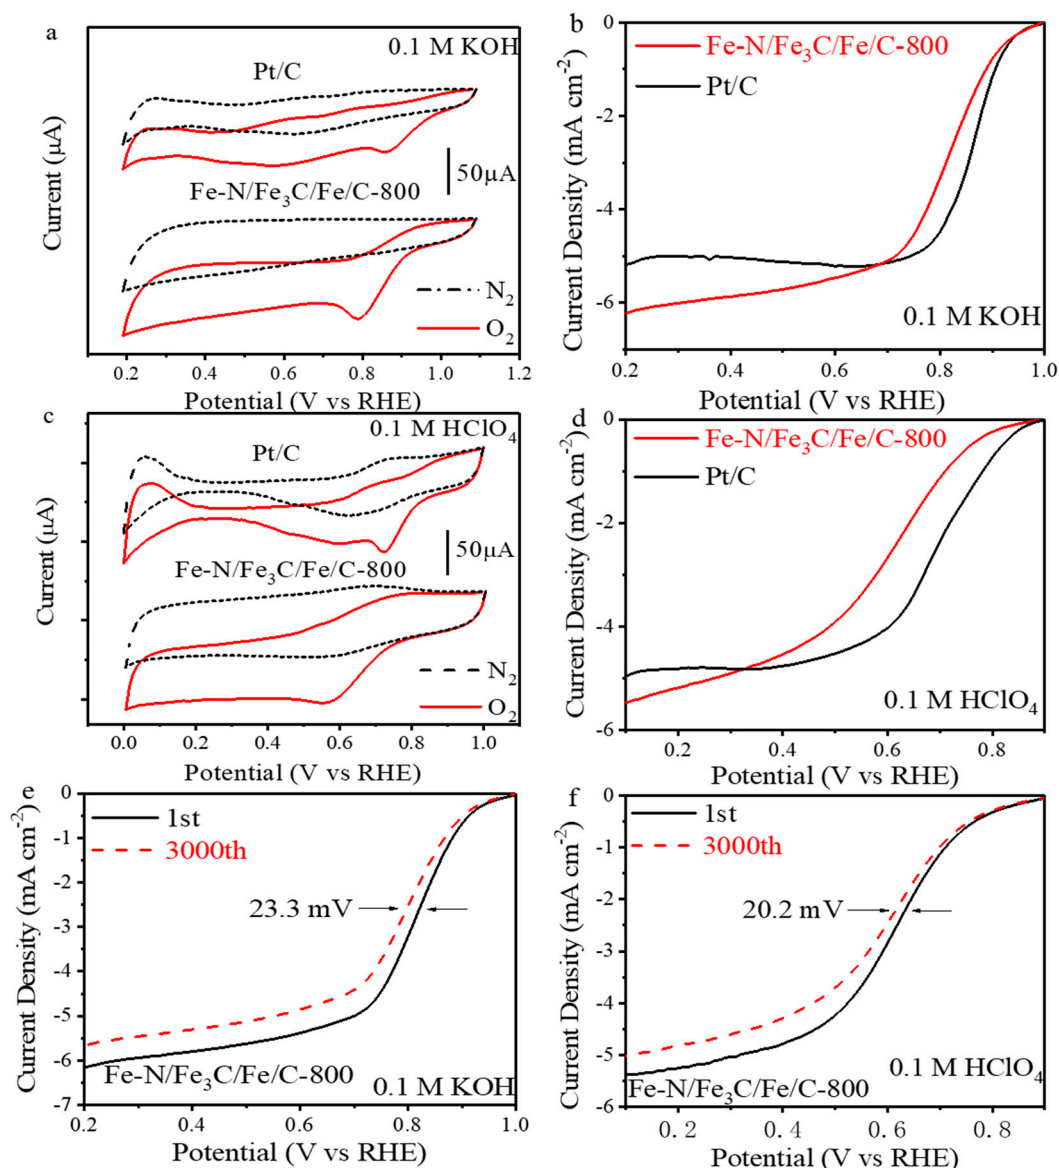 a
0.1 M KOH
Pt/C
50μA
Fe-N/Fe₃C/Fe/C-800
N₂
O₂
Current (μA)
0.2 0.4 0.6 0.8 1.0 1.2
Potential (V vs RHE)
b
Fe-N/Fe₃C/Fe/C-800
Pt/C
0.1 M KOH
Current Density (mA cm⁻²)
0
-2
-4
-6
0.2 0.4 0.6 0.8 1.0
Potential (V vs RHE)
c
0.1 M HClO₄
Pt/C
50μA
Fe-N/Fe₃C/Fe/C-800
N₂
O₂
Current (μA)
0.0 0.2 0.4 0.6 0.8 1.0
Potential (V vs RHE)
d
Fe-N/Fe₃C/Fe/C-800
Pt/C
0.1 M HClO₄
Current Density (mA cm⁻²)
0
-2
-4
-6
0.2 0.4 0.6 0.8
Potential (V vs RHE)
e
1st
3000th
23.3 mV
Fe-N/Fe₃C/Fe/C-800
0.1 M KOH
Current Density (mA cm⁻²)
0
-1
-2
-3
-4
-5
-6
-7
0.2 0.4 0.6 0.8 1.0
Potential (V vs RHE)
f
1st
3000th
20.2 mV
0.1 M HClO₄
Fe-N/Fe₃C/Fe/C-800
Current Density (mA cm⁻²)
0
-1
-2
-3
-4
-5
-6
0.2 0.4 0.6 0.8
Potential (V vs RHE)